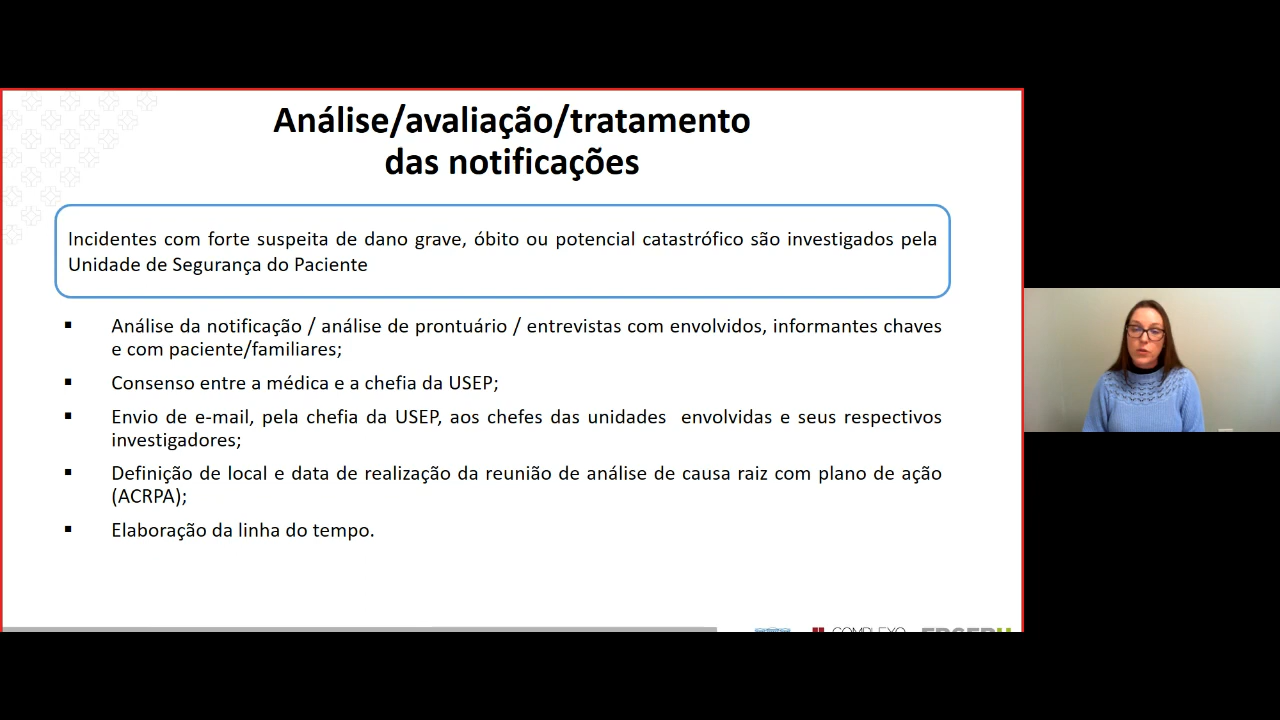 Análise/avaliação/tratamento
das notificações
Incidentes com forte suspeita de dano grave, óbito ou potencial catastrófico são investigados pela
Unidade de Segurança do Paciente
▪ Análise da notificação / análise de prontuário / entrevistas com envolvidos, informantes chaves
e com paciente/familiares;
▪ Consenso entre a médica e a chefia da USEP;
▪ Envio de e-mail, pela chefia da USEP, aos chefes das unidades envolvidas e seus respectivos
investigadores;
▪ Definição de local e data de realização da reunião de análise de causa raiz com plano de ação
(ACRPA);
▪ Elaboração da linha do tempo.
COMPLEXO
EBSERH